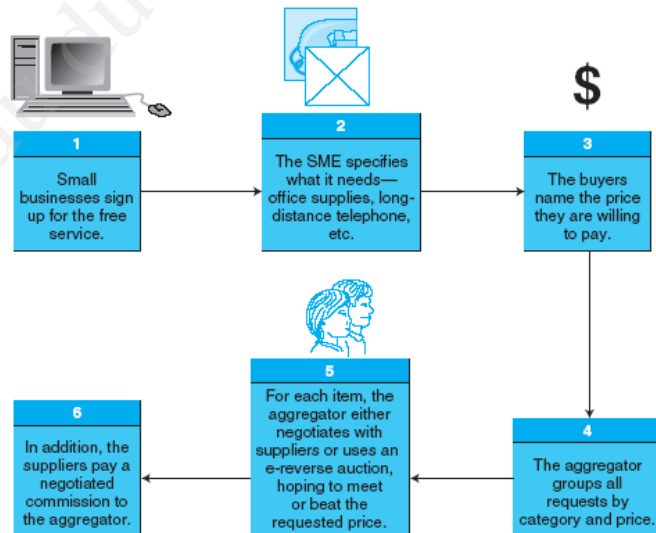 $
1
Small
businesses sign
up for the free
service.
2
The SME specifies
what it needs—
office supplies, long-
distance telephone,
etc.
3
The buyers
name the price
they are willing
to pay.
4
The aggregator
groups all
requests by
category and price.
5
For each item, the
aggregator either
negotiates with
suppliers or uses an
e-reverse auction,
hoping to meet
or beat the
requested price.
6
In addition, the
suppliers pay a
negotiated
commission to
the aggregator.